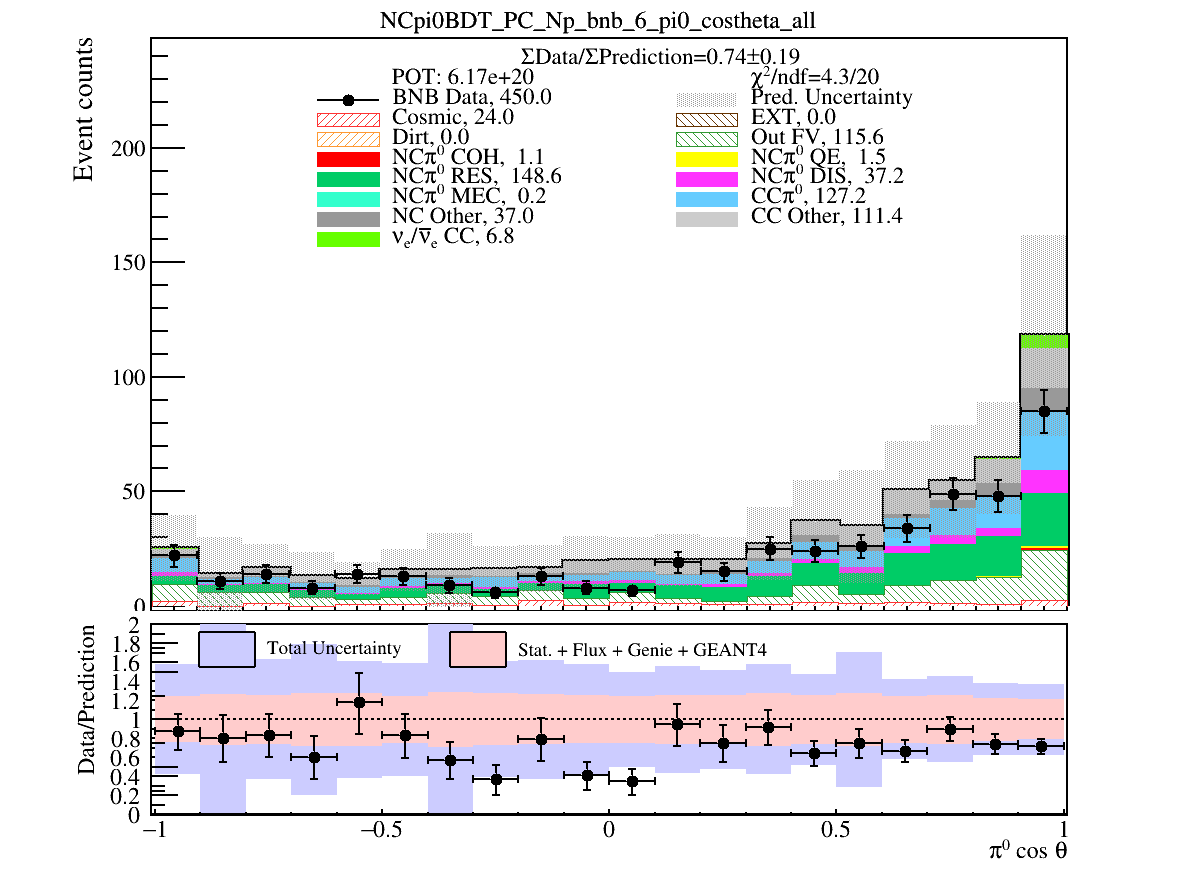 NCpi0BDT_PC_Np_bnb_6_pi0_costheta_all
ΣData/ΣPrediction=0.74±0.19
POT: 6.17e+20
χ²/ndf=4.3/20
BNB Data, 450.0
Pred. Uncertainty
Cosmic, 24.0
EXT, 0.0
Dirt, 0.0
Out FV, 115.6
NCπ⁰ COH, 1.1
NCπ⁰ QE, 1.5
NCπ⁰ RES, 148.6
NCπ⁰ DIS, 37.2
NCπ⁰ MEC, 0.2
CCπ⁰, 127.2
NC Other, 37.0
CC Other, 111.4
νₑ/ν̅ₑ CC, 6.8
Event counts
200
150
100
50
0
Total Uncertainty
Stat. + Flux + Genie + GEANT4
Data/Prediction
2
1.8
1.6
1.4
1.2
1
0.8
0.6
0.4
0.2
0
−1 −0.5 0 0.5 1
π⁰ cos θ